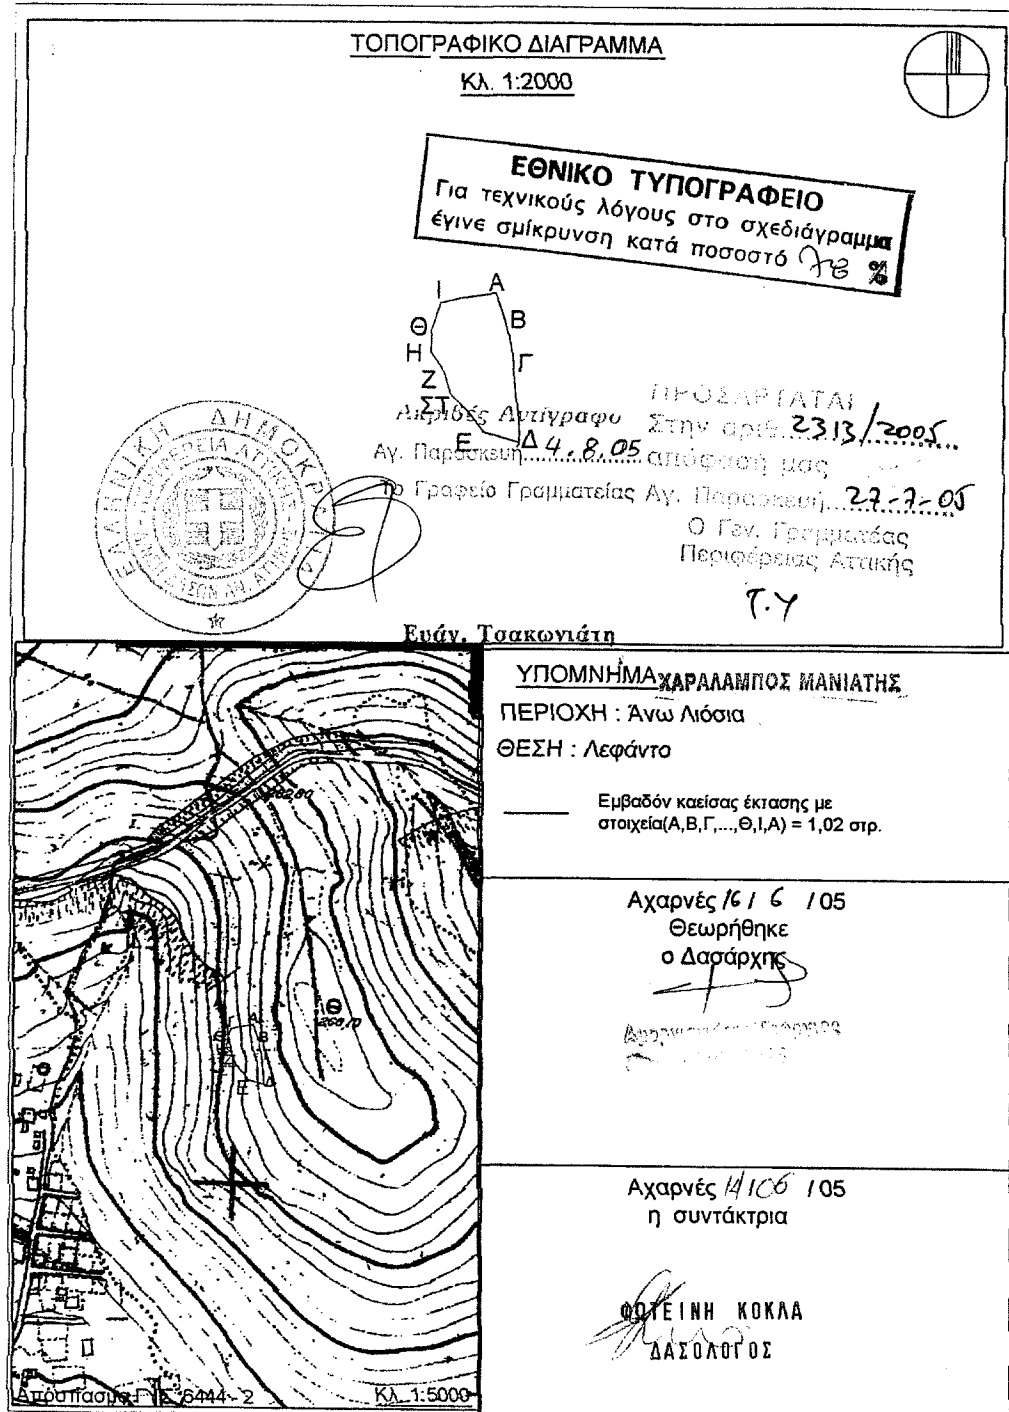 ΤΟΠΟΓΡΑΦΙΚΟ ΔΙΑΓΡΑΜΜΑ
Κλ. 1:2000
ΕΘΝΙΚΟ ΤΥΠΟΓΡΑΦΕΙΟ
Για τεχνικούς λόγους στο σχεδιάγραμμα
έγινε σμίκρυνση κατά ποσοστό 78 %
Ι Α
Θ Β
Η Γ
Ζ
ΣΤ
Ε Δ
ΕΛΛΗΝΙΚΗ ΔΗΜΟΚΡΑΤΙΑ
Ακριβές Αντίγραφο
Αγ. Παρασκευή 4.8.05
Το Γραφείο Γραμματείας
Ευάν. Τσακωνιάτη
ΠΡΟΣΑΡΤΑΤΑΙ
Στην αριθ. 2313/2005
απόφασή μας
Αγ. Παρασκευή 27-7-05
Ο Γεν. Γραμματέας
Περιφέρειας Αττικής
Τ.Υ
ΧΑΡΑΛΑΜΠΟΣ ΜΑΝΙΑΤΗΣ
ΥΠΟΜΝΗΜΑ
ΠΕΡΙΟΧΗ : Άνω Λιόσια
ΘΕΣΗ : Λεφάντο
Εμβαδόν καείσας έκτασης με
στοιχεία(Α,Β,Γ,...,Θ,Ι,Α) = 1,02 στρ.
Αχαρνές 16 / 6 / 05
Θεωρήθηκε
ο Δασάρχης
Αχαρνές 14/06 / 05
η συντάκτρια
ΦΩΤΕΙΝΗ ΚΟΚΛΑ
ΔΑΣΟΛΟΓΟΣ
Α
Β
Ε
Απόσπασμα ΓΥΣ 6444 - 2 Κλ. 1:5000